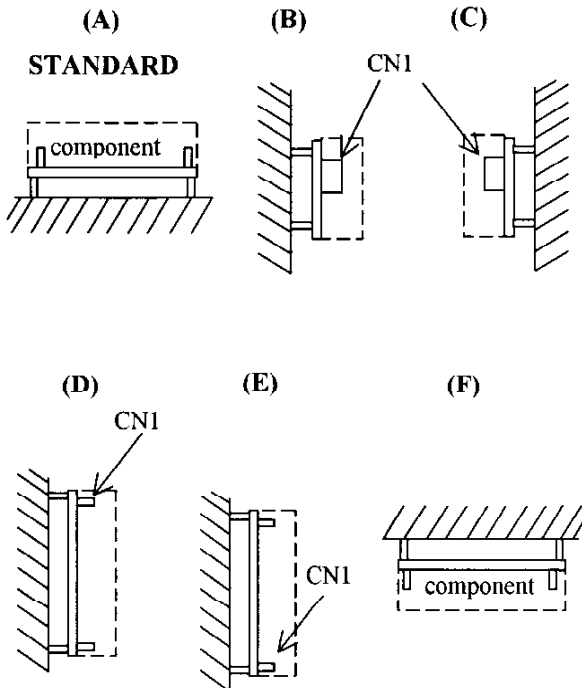 (A)
STANDARD
component
(B)
(C)
CN1
(D)
CN1
(E)
CN1
(F)
component